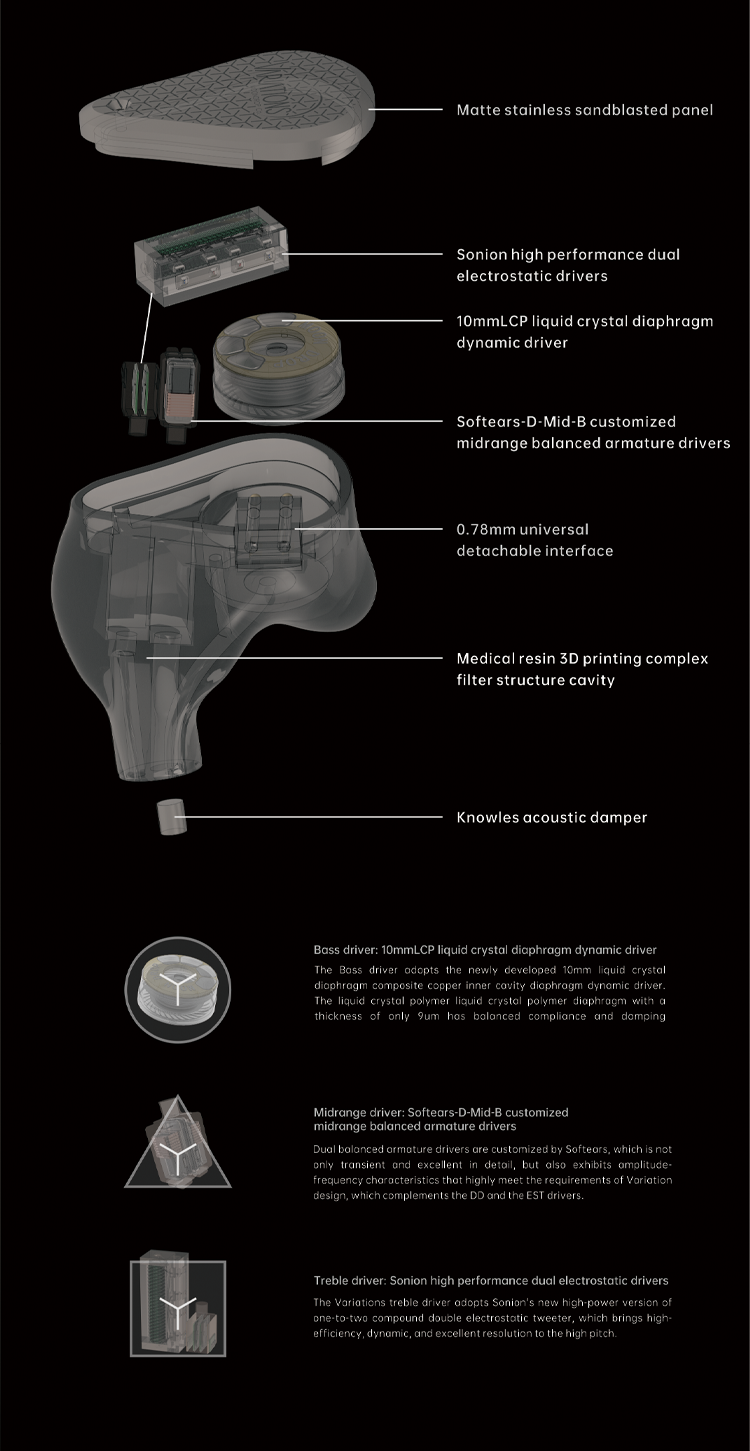 Matte stainless sandblasted panel
Sonion high performance dual
electrostatic drivers
10mmLCP liquid crystal diaphragm
dynamic driver
Softears-D-Mid-B customized
midrange balanced armature drivers
0.78mm universal
detachable interface
Medical resin 3D printing complex
filter structure cavity
Knowles acoustic damper
Bass driver: 10mmLCP liquid crystal diaphragm dynamic driver
The Bass driver adopts the newly developed 10mm liquid crystal
diaphragm composite copper inner cavity diaphragm dynamic driver.
The liquid crystal polymer liquid crystal polymer diaphragm with a
thickness of only 9um has balanced compliance and damping
Midrange driver: Softears-D-Mid-B customized
midrange balanced armature drivers
Dual balanced armature drivers are customized by Softears, which is not
only transient and excellent in detail, but also exhibits amplitude-
frequency characteristics that highly meet the requirements of Variation
design, which complements the DD and the EST drivers.
Treble driver: Sonion high performance dual electrostatic drivers
The Variations treble driver adopts Sonion's new high-power version of
one-to-two compound double electrostatic tweeter, which brings high-
efficiency, dynamic, and excellent resolution to the high pitch.